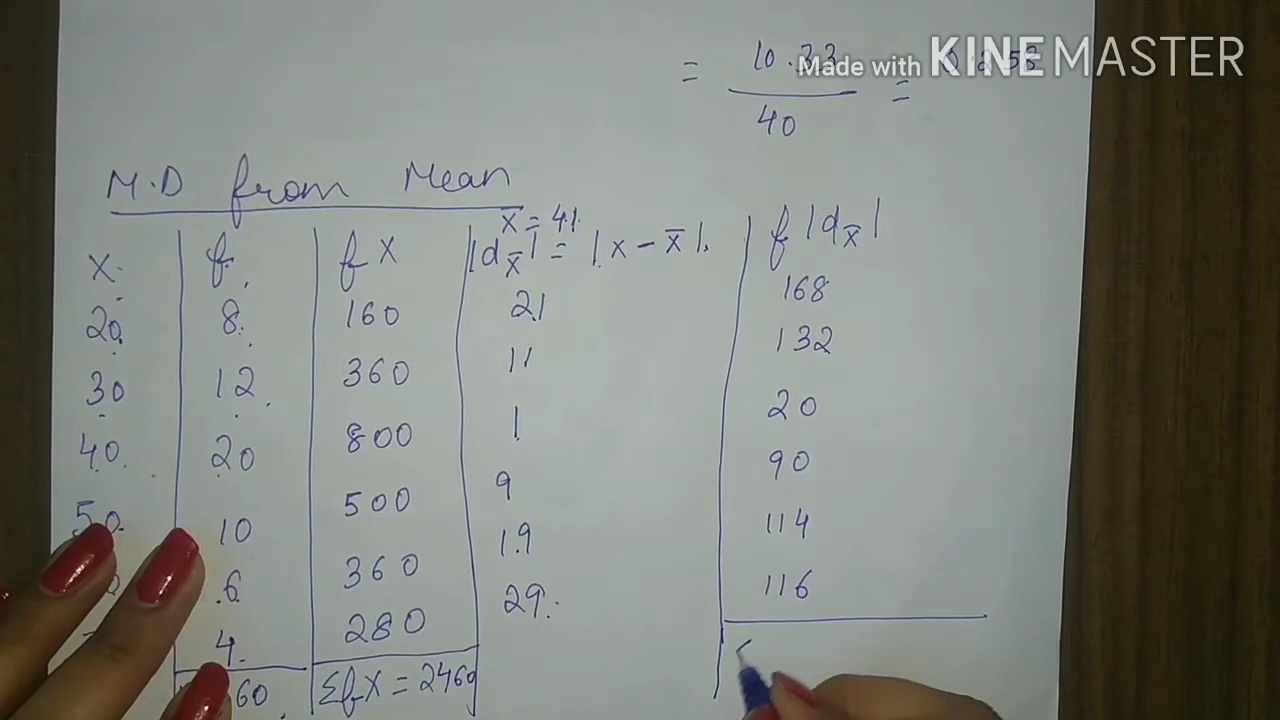 = 10.33 / 40 =
Made with KINEMASTER
M.D from Mean
x̄ = 41
X f fX |dx̄| = |x - x̄| f|dx̄|
20 8 160 21 168
30 12 360 11 132
40 20 800 1 20
50 10 500 9 90
6 360 19 114
4 280 29 116
60 ΣfX = 2460